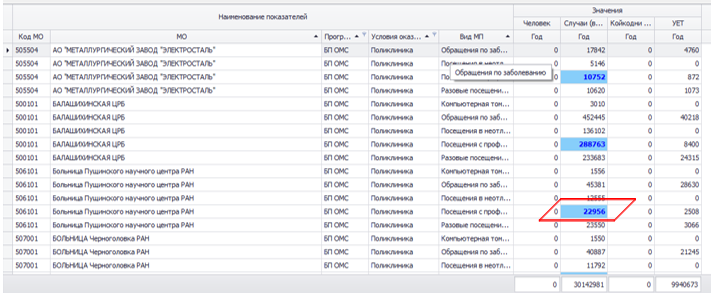 Наименование показателей Значения
Человек Случаи (в... Койкодни ... УЕТ
Код МО МО Прогр... Условия оказ... Вид МП Год Год Год Год
505504 АО "МЕТАЛЛУРГИЧЕСКИЙ ЗАВОД "ЭЛЕКТРОСТАЛЬ" БП ОМС Поликлиника Обращения по заб... 0 17842 0 4760
505504 АО "МЕТАЛЛУРГИЧЕСКИЙ ЗАВОД "ЭЛЕКТРОСТАЛЬ" БП ОМС Поликлиника Посещения в неотл... 0 5146 0 0
Обращения по заболеванию
505504 АО "МЕТАЛЛУРГИЧЕСКИЙ ЗАВОД "ЭЛЕКТРОСТАЛЬ" БП ОМС Поликлиника 0 10752 0 872
505504 АО "МЕТАЛЛУРГИЧЕСКИЙ ЗАВОД "ЭЛЕКТРОСТАЛЬ" БП ОМС Поликлиника Разовые посещени... 0 10620 0 1073
500101 БАЛАШИХИНСКАЯ ЦРБ БП ОМС Поликлиника Компьютерная том... 0 3010 0 0
500101 БАЛАШИХИНСКАЯ ЦРБ БП ОМС Поликлиника Обращения по заб... 0 452445 0 40218
500101 БАЛАШИХИНСКАЯ ЦРБ БП ОМС Поликлиника Посещения в неотл... 0 136102 0 0
500101 БАЛАШИХИНСКАЯ ЦРБ БП ОМС Поликлиника Посещения с проф... 0 288763 0 8400
500101 БАЛАШИХИНСКАЯ ЦРБ БП ОМС Поликлиника Разовые посещени... 0 233683 0 24315
506101 Больница Пущинского научного центра РАН БП ОМС Поликлиника Компьютерная том... 0 1556 0 0
506101 Больница Пущинского научного центра РАН БП ОМС Поликлиника Обращения по заб... 0 45381 0 28630
506101 Больница Пущинского научного центра РАН БП ОМС Поликлиника Посещения в неотл... 0 12555 0 0
506101 Больница Пущинского научного центра РАН БП ОМС Поликлиника Посещения с проф... 0 22956 0 2508
506101 Больница Пущинского научного центра РАН БП ОМС Поликлиника Разовые посещени... 0 23550 0 3066
507001 БОЛЬНИЦА Черноголовка РАН БП ОМС Поликлиника Компьютерная том... 0 1550 0 0
507001 БОЛЬНИЦА Черноголовка РАН БП ОМС Поликлиника Обращения по заб... 0 40887 0 21245
507001 БОЛЬНИЦА Черноголовка РАН БП ОМС Поликлиника Посещения в неотл... 0 11792 0 0
0 30142981 0 9940673